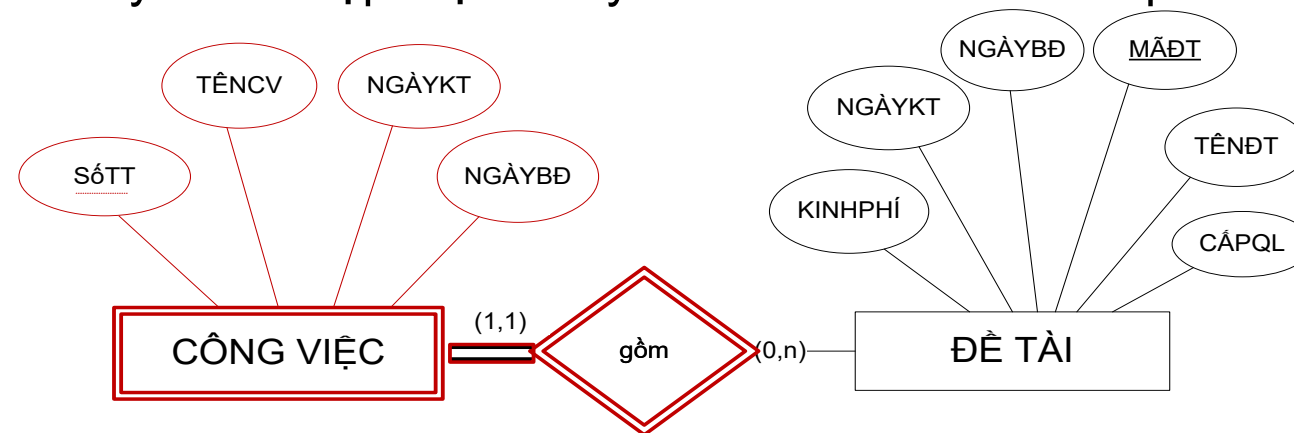 NGÀYBĐ
MÃĐT
TÊNCV
NGÀYKT
NGÀYKT
TÊNĐT
SốTT
NGÀYBĐ
KINHPHÍ
CẤPQL
(1,1)
CÔNG VIỆC
gồm
(0,n)
ĐỀ TÀI